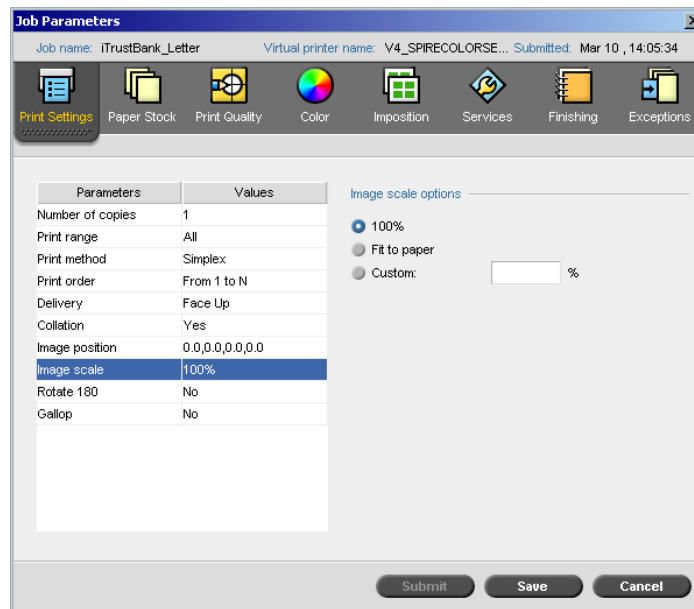 Job Parameters
Job name: iTrustBank_Letter Virtual printer name: V4_SPIRECOLORSE... Submitted: Mar 10 , 14:05:34
Print Settings Paper Stock Print Quality Color Imposition Services Finishing Exceptions
Parameters Values
Number of copies 1
Print range All
Print method Simplex
Print order From 1 to N
Delivery Face Up
Collation Yes
Image position 0.0,0.0,0.0,0.0
Image scale 100%
Rotate 180 No
Gallop No
Image scale options
100%
Fit to paper
Custom: %
Submit Save Cancel